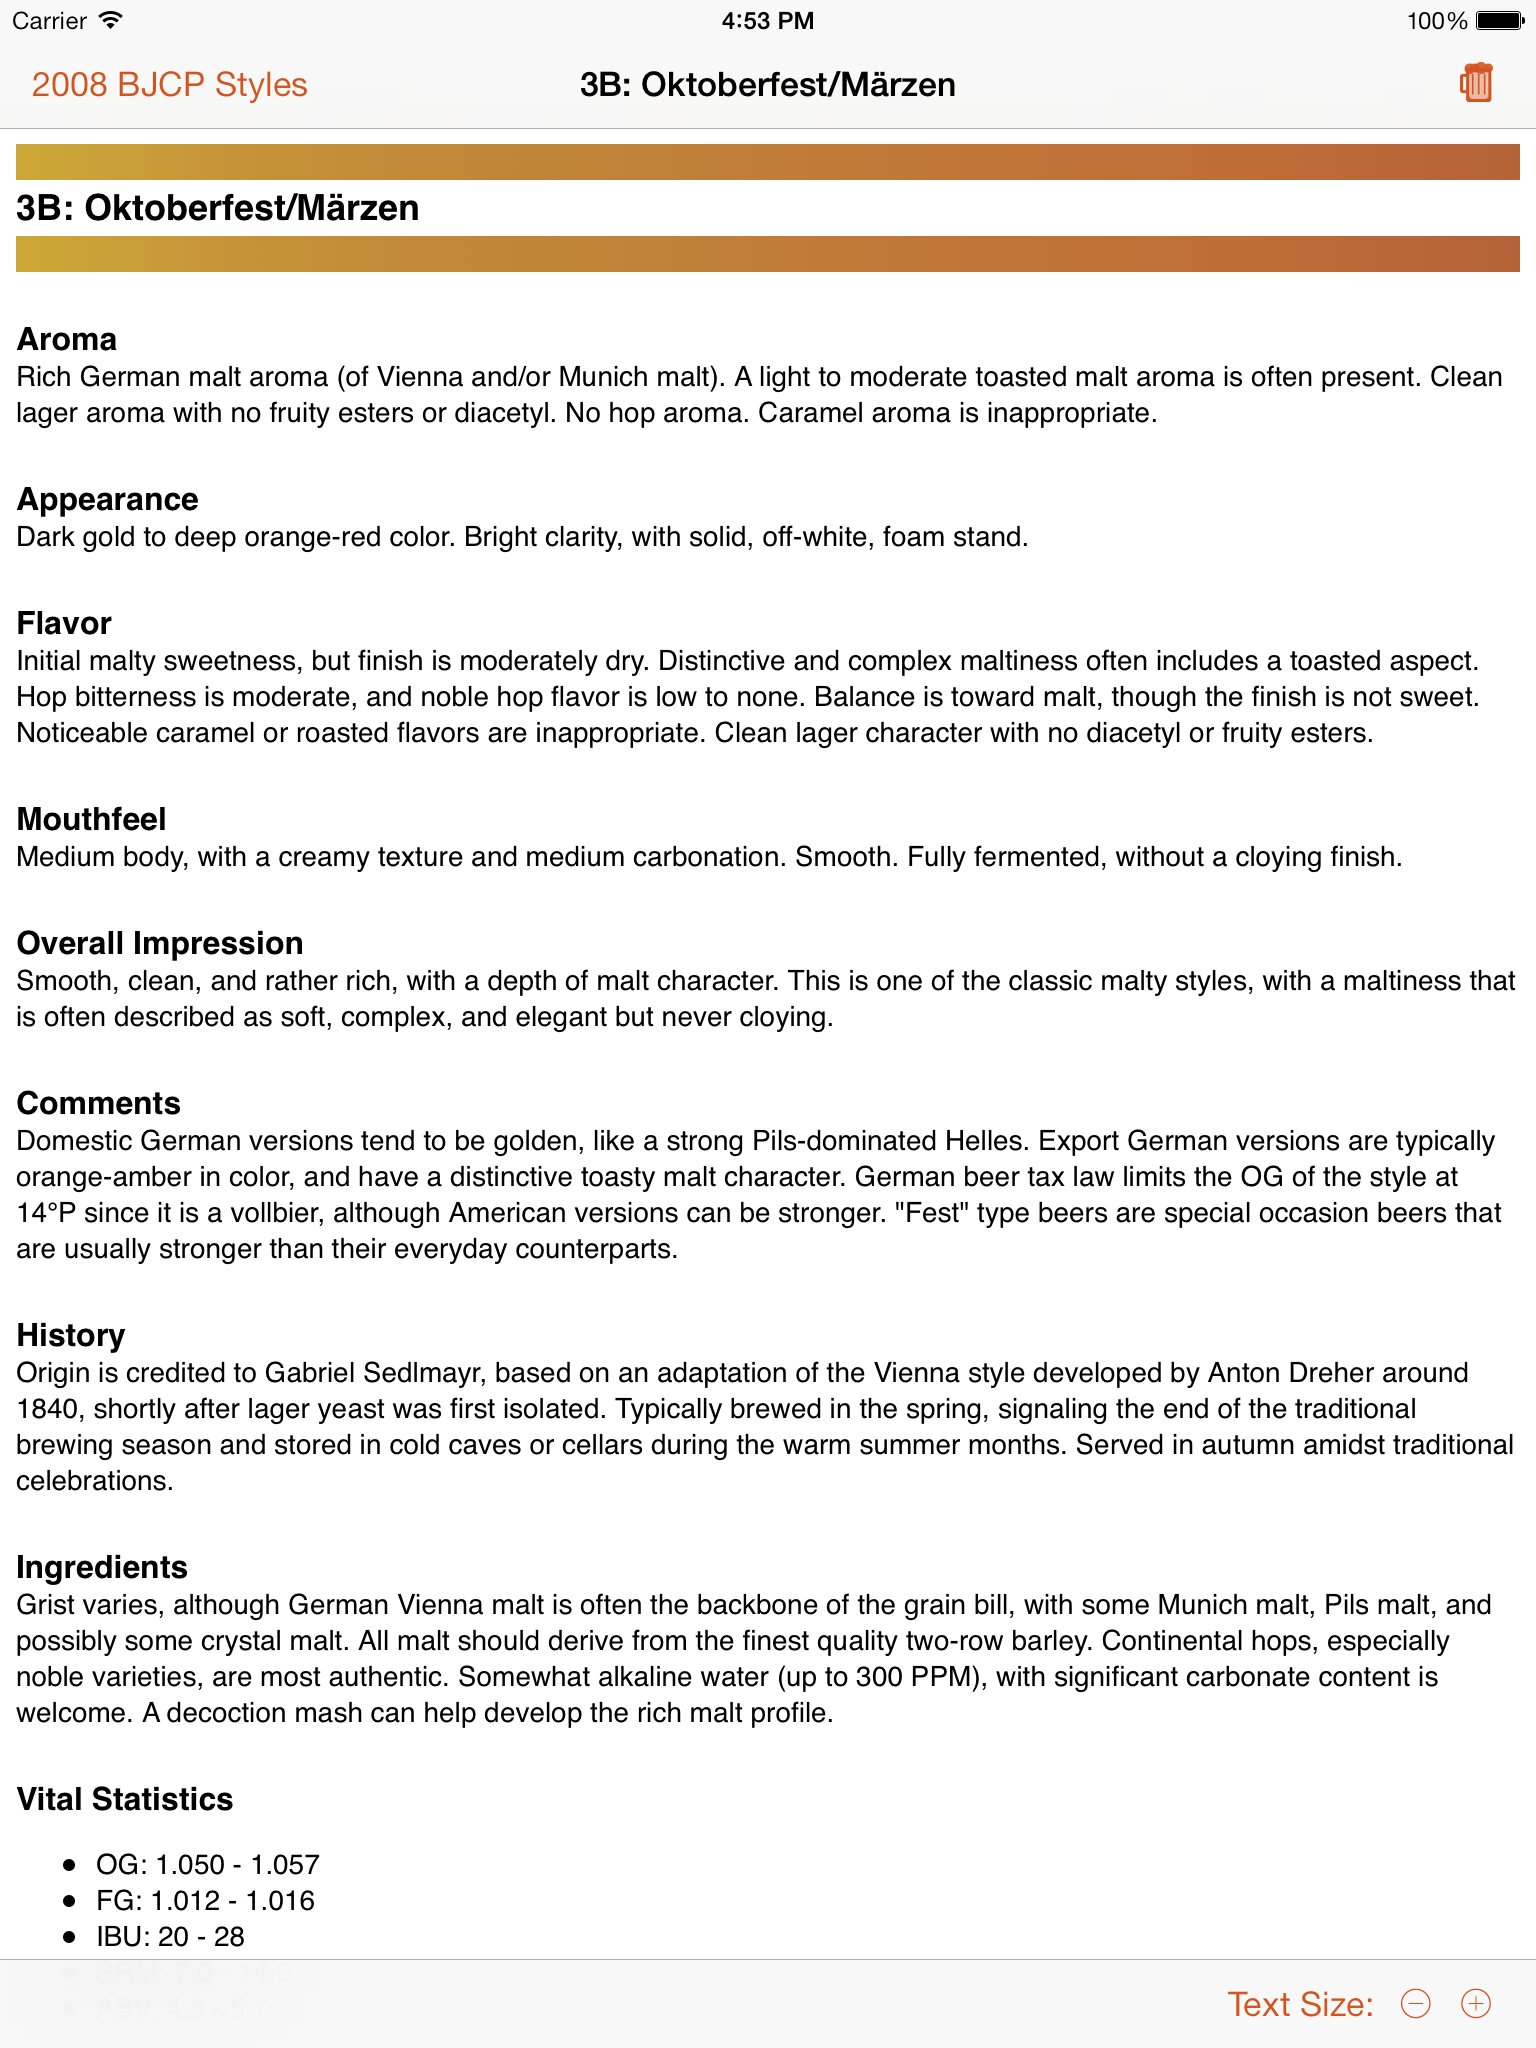 Carrier
4:53 PM
100%
2008 BJCP Styles
3B: Oktoberfest/Märzen
3B: Oktoberfest/Märzen
Aroma
Rich German malt aroma (of Vienna and/or Munich malt). A light to moderate toasted malt aroma is often present. Clean
lager aroma with no fruity esters or diacetyl. No hop aroma. Caramel aroma is inappropriate.
Appearance
Dark gold to deep orange-red color. Bright clarity, with solid, off-white, foam stand.
Flavor
Initial malty sweetness, but finish is moderately dry. Distinctive and complex maltiness often includes a toasted aspect.
Hop bitterness is moderate, and noble hop flavor is low to none. Balance is toward malt, though the finish is not sweet.
Noticeable caramel or roasted flavors are inappropriate. Clean lager character with no diacetyl or fruity esters.
Mouthfeel
Medium body, with a creamy texture and medium carbonation. Smooth. Fully fermented, without a cloying finish.
Overall Impression
Smooth, clean, and rather rich, with a depth of malt character. This is one of the classic malty styles, with a maltiness that
is often described as soft, complex, and elegant but never cloying.
Comments
Domestic German versions tend to be golden, like a strong Pils-dominated Helles. Export German versions are typically
orange-amber in color, and have a distinctive toasty malt character. German beer tax law limits the OG of the style at
14°P since it is a vollbier, although American versions can be stronger. "Fest" type beers are special occasion beers that
are usually stronger than their everyday counterparts.
History
Origin is credited to Gabriel Sedlmayr, based on an adaptation of the Vienna style developed by Anton Dreher around
1840, shortly after lager yeast was first isolated. Typically brewed in the spring, signaling the end of the traditional
brewing season and stored in cold caves or cellars during the warm summer months. Served in autumn amidst traditional
celebrations.
Ingredients
Grist varies, although German Vienna malt is often the backbone of the grain bill, with some Munich malt, Pils malt, and
possibly some crystal malt. All malt should derive from the finest quality two-row barley. Continental hops, especially
noble varieties, are most authentic. Somewhat alkaline water (up to 300 PPM), with significant carbonate content is
welcome. A decoction mash can help develop the rich malt profile.
Vital Statistics
• OG: 1.050 - 1.057
• FG: 1.012 - 1.016
• IBU: 20 - 28
• SRM: 7.0 - 14.0
• ABV: 4.8 - 5.7
Text Size: